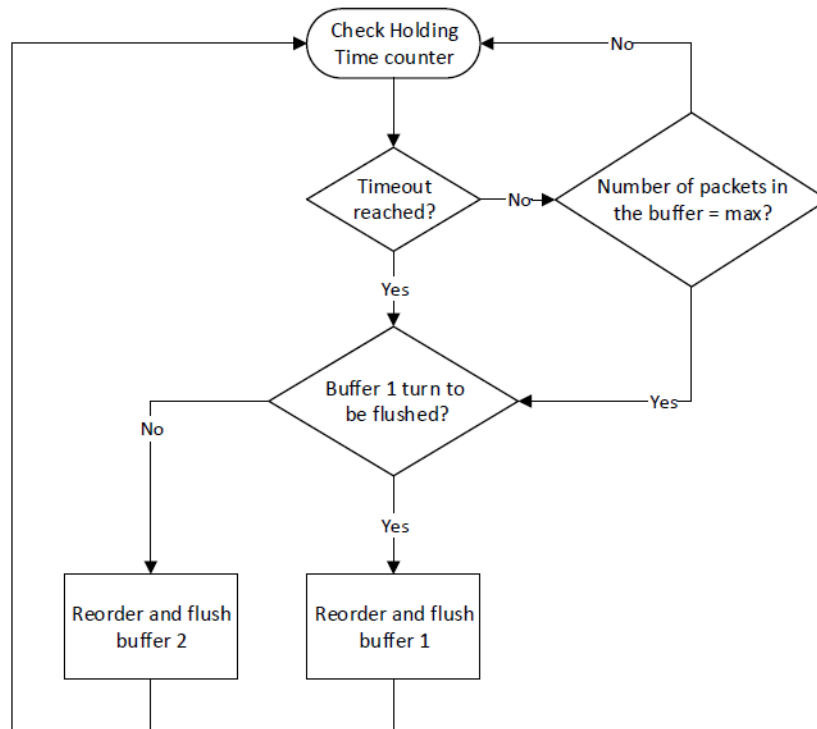 Check Holding
Time counter
No
Timeout
reached?
No
Number of packets in
the buffer = max?
Yes
Buffer 1 turn to
be flushed?
Yes
No
Yes
Reorder and flush
buffer 2
Reorder and flush
buffer 1